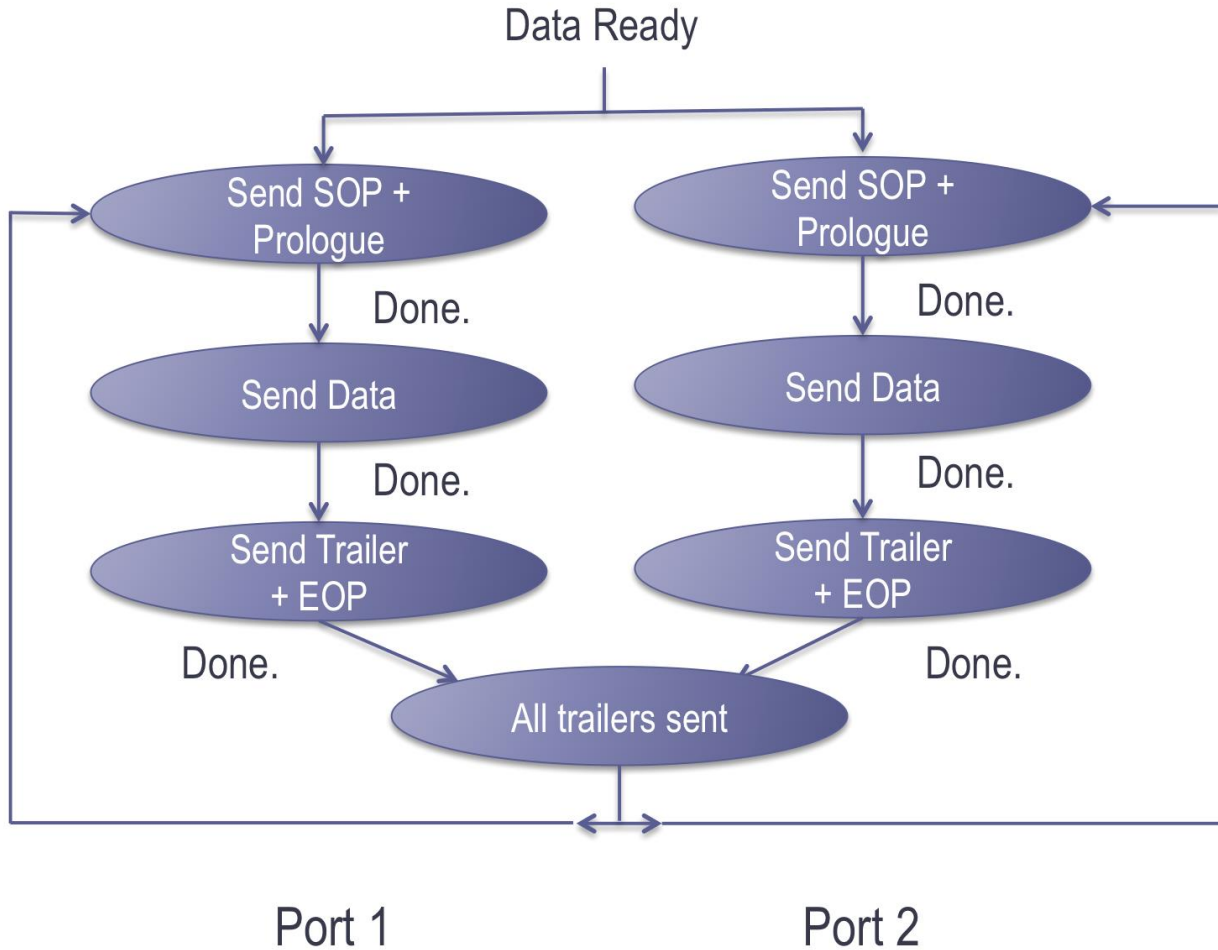 Data Ready
Send SOP +
Prologue
Send SOP +
Prologue
Done.
Done.
Send Data
Send Data
Done.
Done.
Send Trailer
+ EOP
Send Trailer
+ EOP
Done.
Done.
All trailers sent
Port 1
Port 2